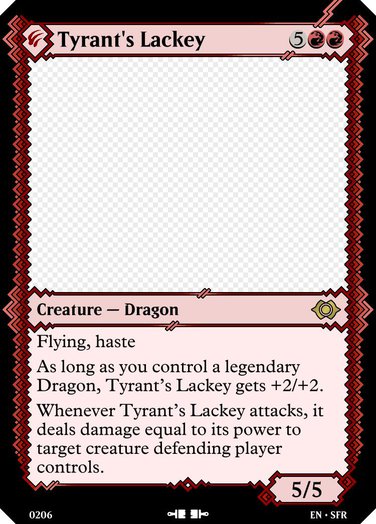 Tyrant's Lackey
5
Creature — Dragon
Flying, haste
As long as you control a legendary
Dragon, Tyrant's Lackey gets +2/+2.
Whenever Tyrant's Lackey attacks, it
deals damage equal to its power to
target creature defending player
controls.
5/5
0206
EN • SFR